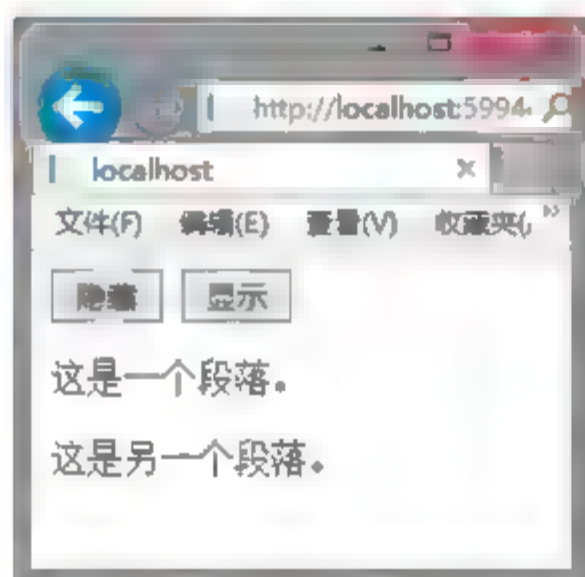 http://localhost:5994
localhost ×
文件(F) 编辑(E) 查看(V) 收藏夹(
隐藏 显示
这是一个段落。
这是另一个段落。